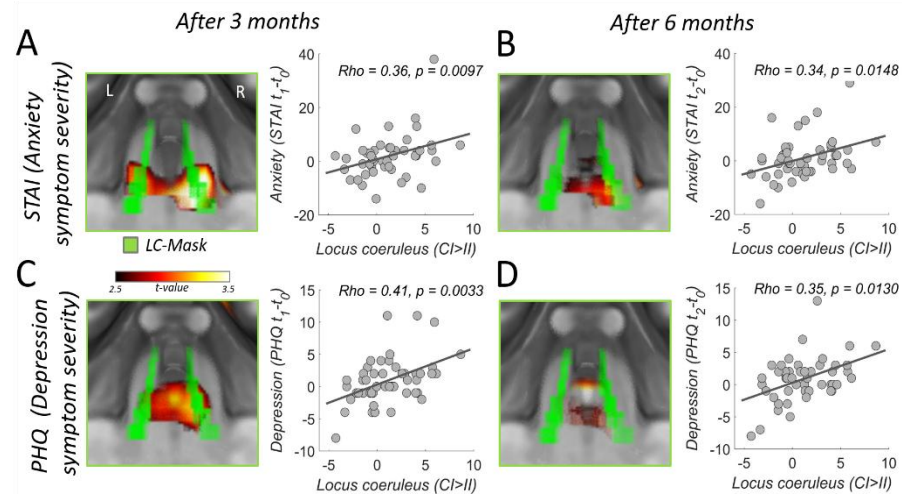 After 3 months
After 6 months
A
STAI (Anxiety
symptom severity)
L
R
LC-Mask
Anxiety (STAI t1-t0)
40
20
0
-20
Rho = 0.36, p = 0.0097
-5
0
5
10
Locus coeruleus (CI>II)
B
Anxiety (STAI t2-t0)
40
20
0
-20
Rho = 0.34, p = 0.0148
-5
0
5
10
Locus coeruleus (CI>II)
C
PHQ (Depression
symptom severity)
2.5
t-value
3.5
Depression (PHQ t1-t0)
15
10
5
0
-5
-10
Rho = 0.41, p = 0.0033
-5
0
5
10
Locus coeruleus (CI>II)
D
Depression (PHQ t2-t0)
15
10
5
0
-5
-10
Rho = 0.35, p = 0.0130
-5
0
5
10
Locus coeruleus (CI>II)